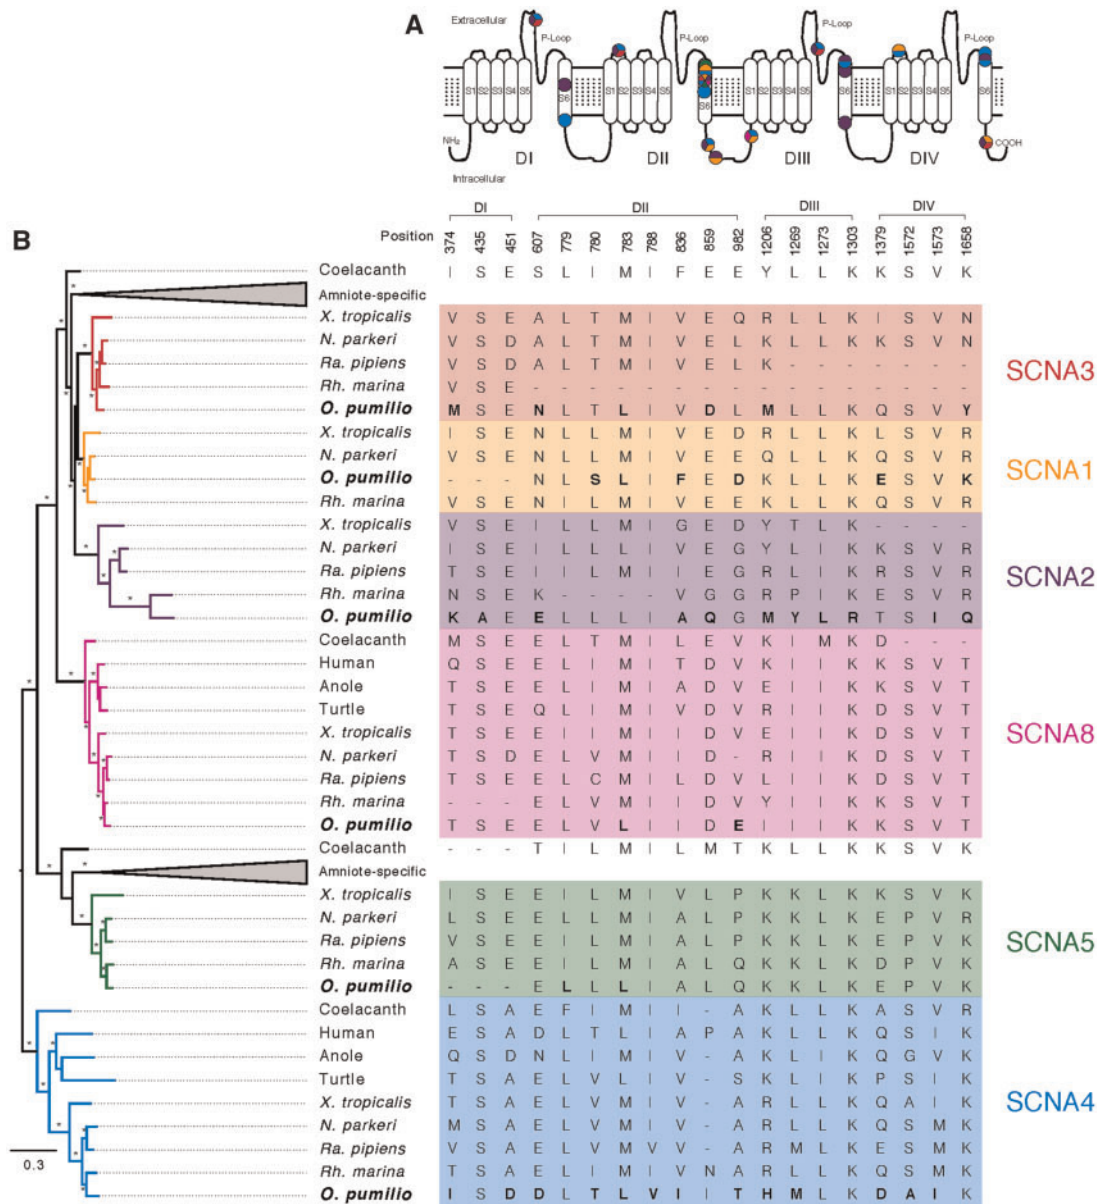 A
Extracellular
P-Loop P-Loop P-Loop P-Loop
S1 S2 S3 S4 S5 S6 S1 S2 S3 S4 S5 S6 S1 S2 S3 S4 S5 S6 S1 S2 S3 S4 S5 S6
NH2 COOH
DI DII DIII DIV
Intracellular
B
DI DII DIII DIV
Position 374 435 451 607 779 780 783 788 836 859 982 1206 1269 1273 1303 1379 1572 1573 1658
Coelacanth I S E S L I M I F E E Y L L K K S V K
Amniote-specific
X. tropicalis V S E A L T M I V E Q R L L K I S V N
N. parkeri V S D A L T M I V E L K L L K K S V N
Ra. pipiens V S D A L T M I V E L K - - - - - - -
Rh. marina V S E - - - - - - - - - - - - - - - -
O. pumilio M S E N L T L I V D L M L L K Q S V Y
SCNA3
X. tropicalis I S E N L L M I V E D R L L K L S V R
N. parkeri V S E N L L M I V E E Q L L K Q S V R
O. pumilio - - - N L S L I F E D K L L K E S V K
Rh. marina V S E N I L M I V E E K L L K Q S V R
SCNA1
X. tropicalis V S E I L L M I G E D Y T L K - - - -
N. parkeri I S E I L L L I V E G Y L I K K S V R
Ra. pipiens T S E I I L M I I E G R L I K R S V R
Rh. marina N S E K - - - - V G G R P I K E S V R
O. pumilio K A E E L L L I A Q G M Y L R T S I Q
SCNA2
Coelacanth M S E E L T M I L E V K I M K D - - -
Human Q S E E L I M I T D V K I I K K S V T
Anole T S E E L I M I A D V E I I K K S V T
Turtle T S E Q L I M I V D V R I I K D S V T
X. tropicalis T S E E L I M I I D V E I I K D S V T
N. parkeri T S D E L V M I I D - R I I K D S V T
Ra. pipiens T S E E L C M I L D V L I I K D S V T
Rh. marina - - - E L V M I I D V Y I I K K S V T
O. pumilio T S E E L V L I I D E I I I K K S V T
SCNA8
Coelacanth - - - T I L M I L M T K L L K K S V K
Amniote-specific
X. tropicalis I S E E I L M I V L P K K L K E S V K
N. parkeri L S E E L L M I A L P K K L K E P V R
Ra. pipiens V S E E I L M I A L P K K L K E P V K
Rh. marina A S E E I L M I A L Q K K L K D P V K
O. pumilio - - - E L L L I A L Q K K L K E P V K
SCNA5
Coelacanth L S A E F I M I I - A K L L K A S V R
Human E S A D L T L I A P A K L L K Q S I K
Anole Q S D N L I M I V - A K L I K Q G V K
Turtle T S A E L V L I V - S K L I K P S I K
X. tropicalis T S A E L V M I V - A R L L K Q A I K
N. parkeri M S A E L V M I V - A R L L K Q S M K
Ra. pipiens V S A E L V M V V - A R M L K E S M K
Rh. marina T S A E L I M I V N A R L L K Q S M K
O. pumilio I S D D L T L V I I T H M L K D A I K
SCNA4
0.3